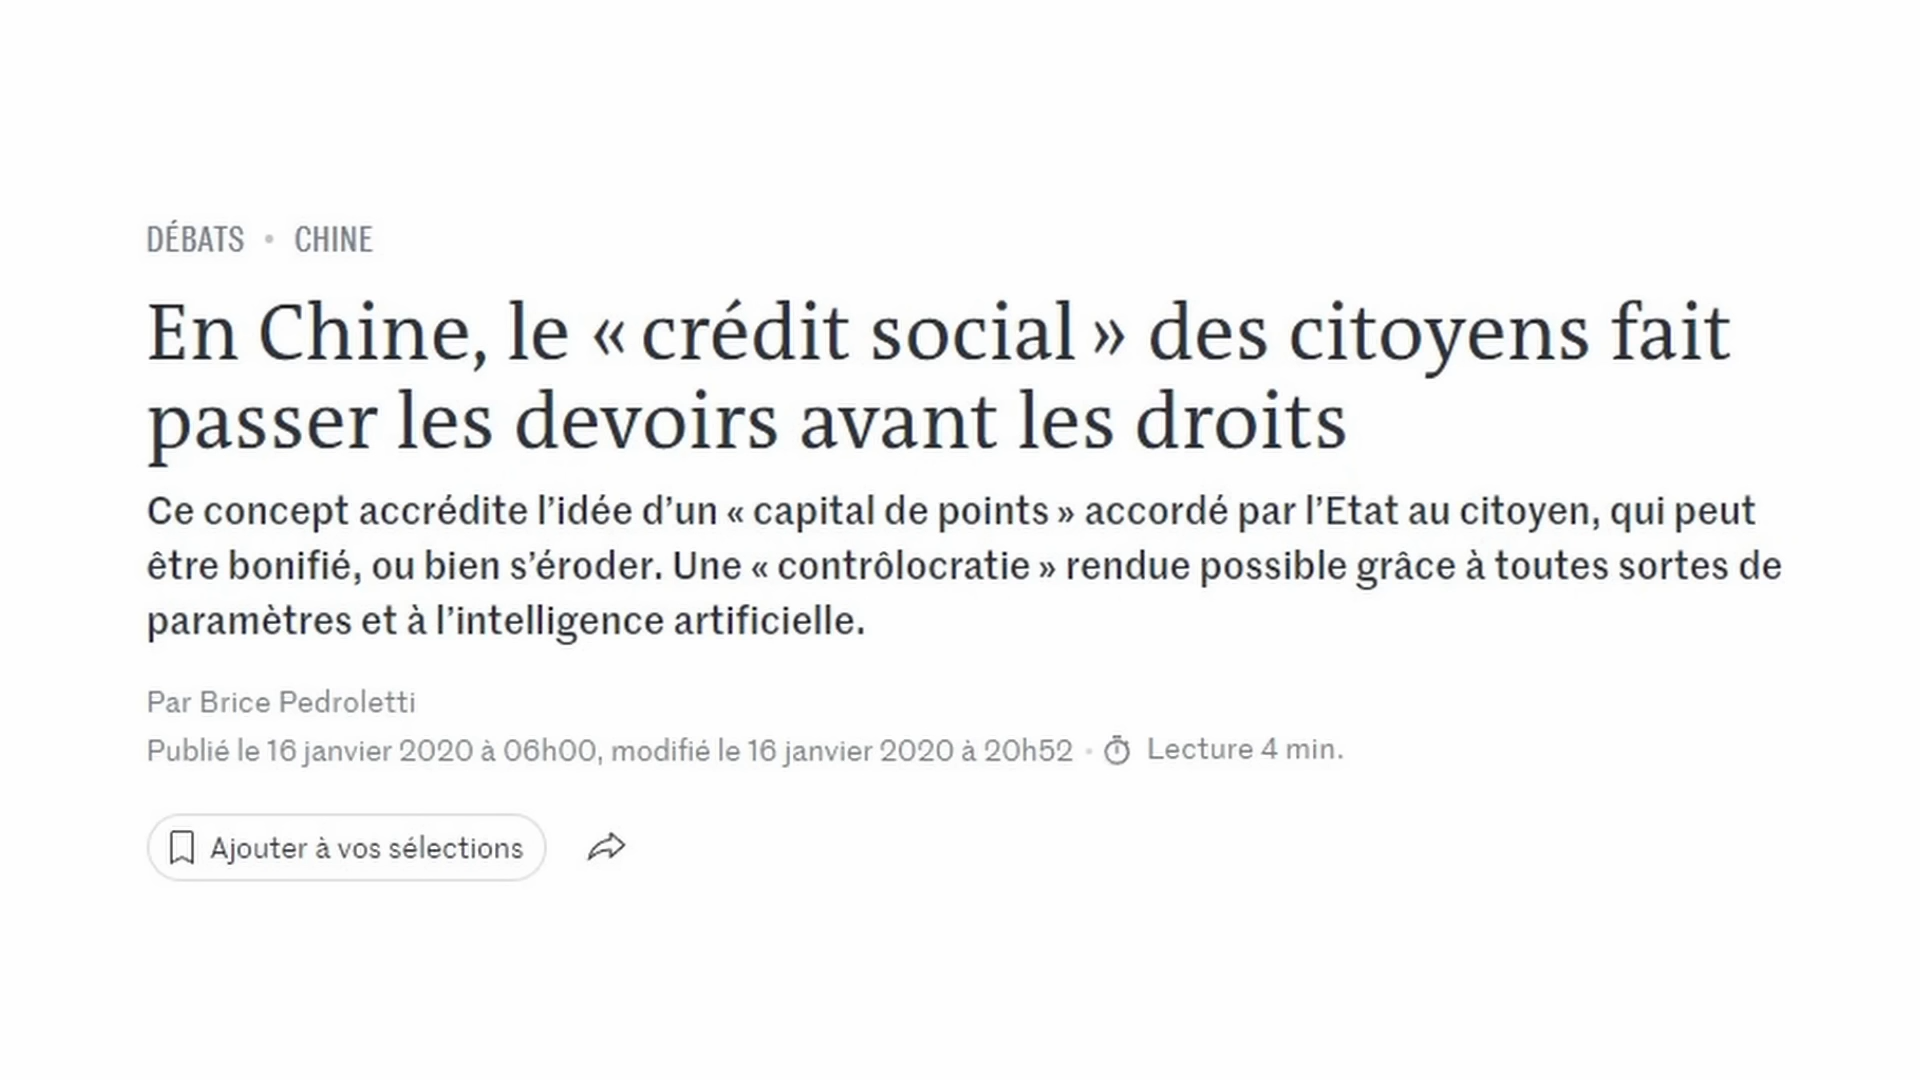 DÉBATS • CHINE
En Chine, le « crédit social » des citoyens fait
passer les devoirs avant les droits
Ce concept accrédite l’idée d’un « capital de points » accordé par l’Etat au citoyen, qui peut
être bonifié, ou bien s’éroder. Une « contrôlocratie » rendue possible grâce à toutes sortes de
paramètres et à l’intelligence artificielle.
Par Brice Pedroletti
Publié le 16 janvier 2020 à 06h00, modifié le 16 janvier 2020 à 20h52 • Lecture 4 min.
Ajouter à vos sélections